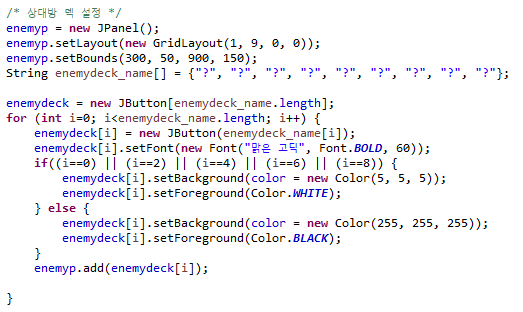 /* 상대방 덱 설정 */
enemyp = new JPanel();
enemyp.setLayout(new GridLayout(1, 9, 0, 0));
enemyp.setBounds(300, 50, 900, 150);
String enemydeck_name[] = {"?", "?", "?", "?", "?", "?", "?", "?", "?"};
enemydeck = new JButton[enemydeck_name.length];
for (int i=0; i<enemydeck_name.length; i++) {
enemydeck[i] = new JButton(enemydeck_name[i]);
enemydeck[i].setFont(new Font("맑은 고딕", Font.BOLD, 60));
if((i==0) || (i==2) || (i==4) || (i==6) || (i==8)) {
enemydeck[i].setBackground(color = new Color(5, 5, 5));
enemydeck[i].setForeground(Color.WHITE);
} else {
enemydeck[i].setBackground(color = new Color(255, 255, 255));
enemydeck[i].setForeground(Color.BLACK);
}
enemyp.add(enemydeck[i]);
}